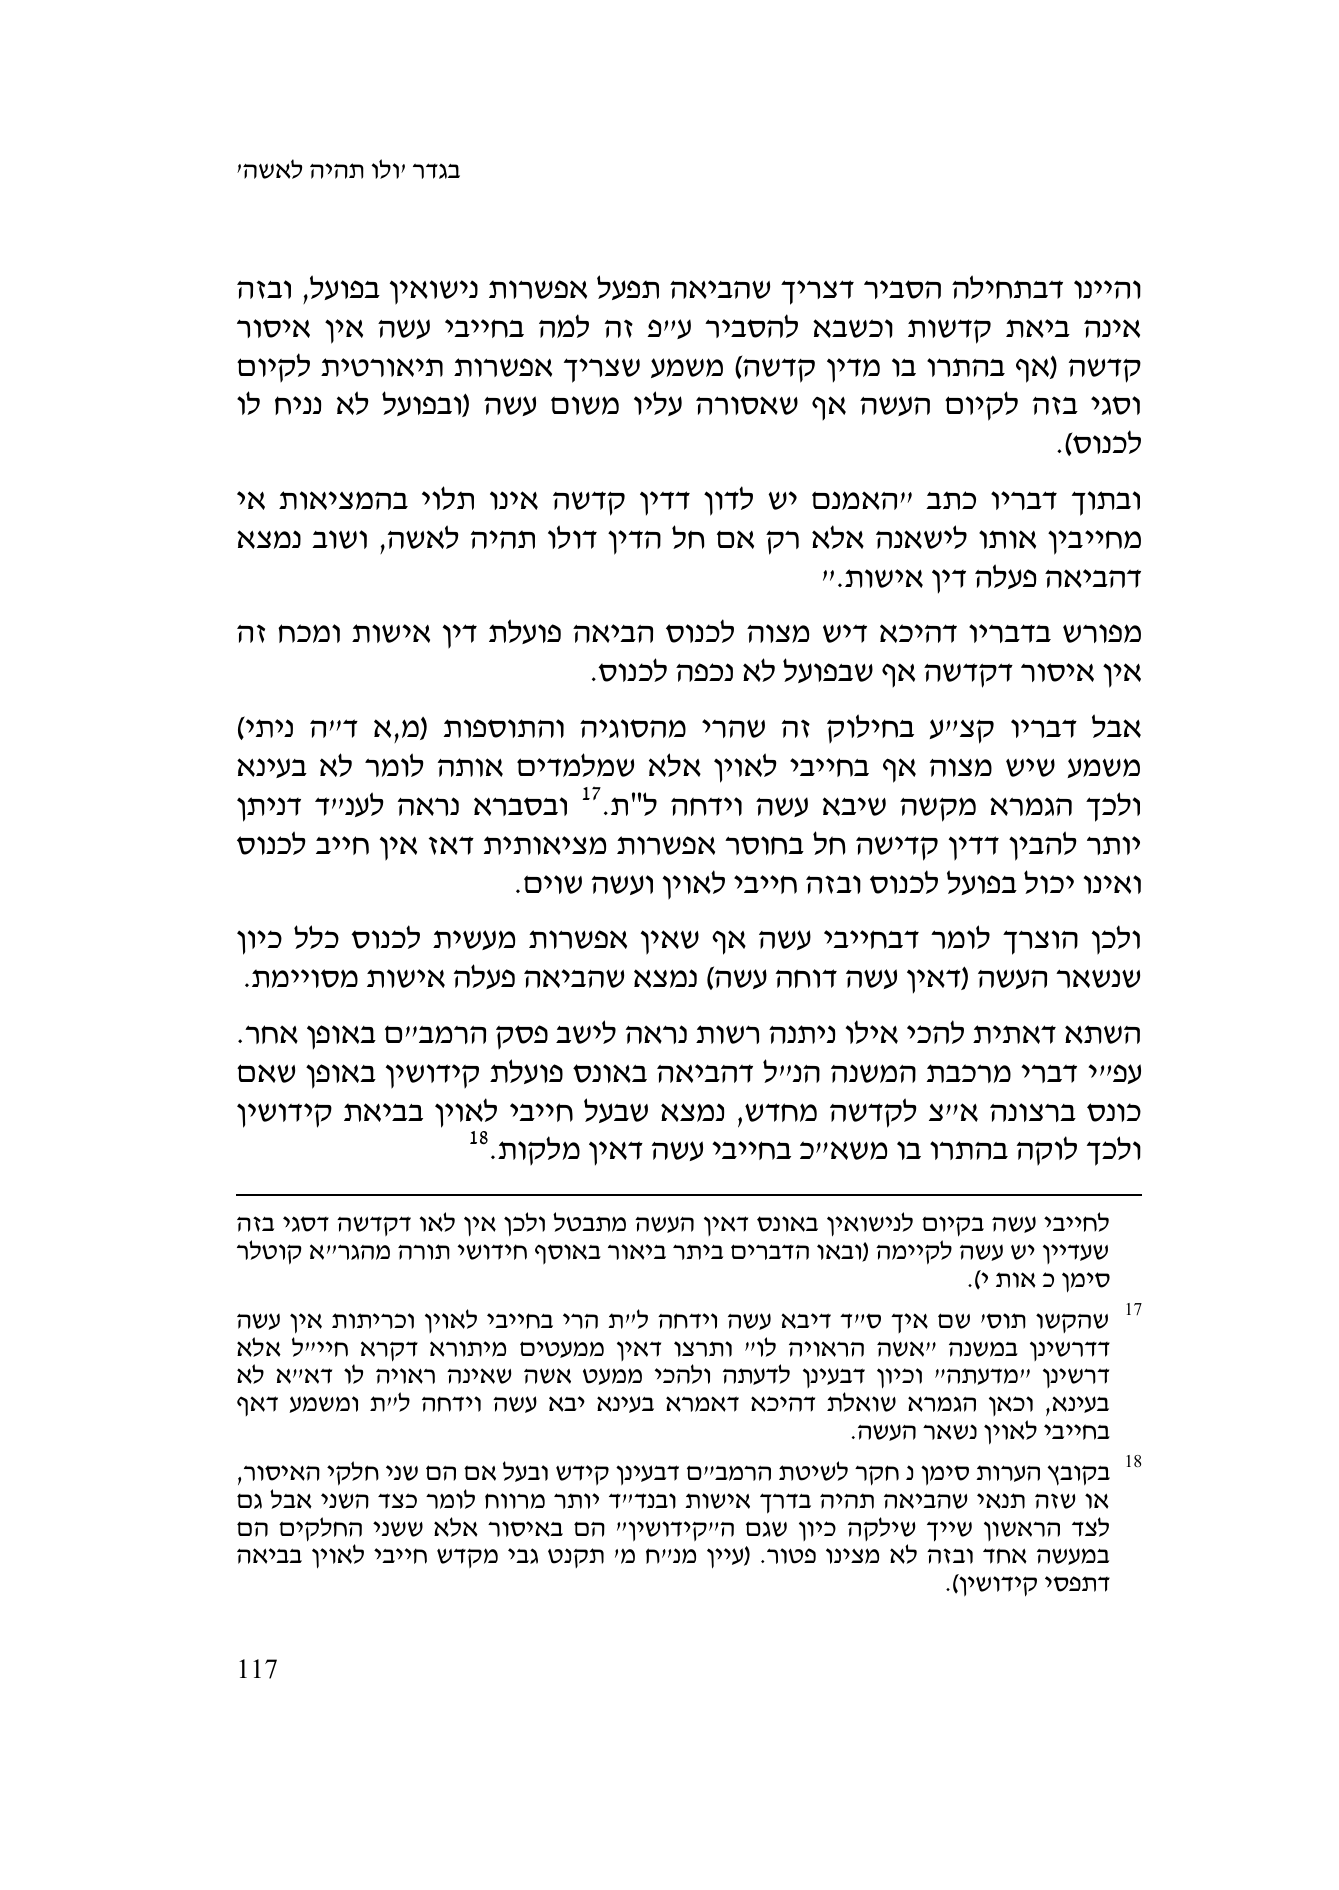 בגדר ׳ולו תהיה לאשה׳
והיינו דבתחילה הסביר דצריך שהביאה תפעל אפשרות נישואין בפועל, ובזה
אינה ביאת קדשות וכשבא להסביר ע״פ זה למה בחייבי עשה אין איסור
קדשה (אף בהתרו בו מדין קדשה) משמע שצריך אפשרות תיאורטית לקיום
וסגי בזה לקיום העשה אף שאסורה עליו משום עשה (ובפועל לא נניח לו
לכנוס).
ובתוך דבריו כתב ״האמנם יש לדון דדין קדשה אינו תלוי בהמציאות אי
מחייבין אותו לישאנה אלא רק אם חל הדין דולו תהיה לאשה, ושוב נמצא
דהביאה פעלה דין אישות.״
מפורש בדבריו דהיכא דיש מצוה לכנוס הביאה פועלת דין אישות ומכח זה
אין איסור דקדשה אף שבפועל לא נכפה לכנוס.
אבל דבריו קצ״ע בחילוק זה שהרי מהסוגיה והתוספות (מ,א ד״ה ניתי)
משמע שיש מצוה אף בחייבי לאוין אלא שמלמדים אותה לומר לא בעינא
ולכך הגמרא מקשה שיבא עשה וידחה ל"ת.17 ובסברא נראה לענ״ד דניתן
יותר להבין דדין קדישה חל בחוסר אפשרות מציאותית דאז אין חייב לכנוס
ואינו יכול בפועל לכנוס ובזה חייבי לאוין ועשה שוים.
ולכן הוצרך לומר דבחייבי עשה אף שאין אפשרות מעשית לכנוס כלל כיון
שנשאר העשה (דאין עשה דוחה עשה) נמצא שהביאה פעלה אישות מסויימת.
השתא דאתית להכי אילו ניתנה רשות נראה לישב פסק הרמב״ם באופן אחר.
עפ״י דברי מרכבת המשנה הנ״ל דהביאה באונס פועלת קידושין באופן שאם
כונס ברצונה א״צ לקדשה מחדש, נמצא שבעל חייבי לאוין בביאת קידושין
ולכך לוקה בהתרו בו משא״כ בחייבי עשה דאין מלקות.18
לחייבי עשה בקיום לנישואין באונס דאין העשה מתבטל ולכן אין לאו דקדשה דסגי בזה
שעדיין יש עשה לקיימה (ובאו הדברים ביתר ביאור באוסף חידושי תורה מהגר״א קוטלר
סימן כ אות י).
17 שהקשו תוס׳ שם איך ס״ד דיבא עשה וידחה ל״ת הרי בחייבי לאוין וכריתות אין עשה
דדרשינן במשנה ״אשה הראויה לו״ ותרצו דאין ממעטים מיתורא דקרא חיי״ל אלא
דרשינן ״מדעתה״ וכיון דבעינן לדעתה ולהכי ממעט אשה שאינה ראויה לו דא״א לא
בעינא, וכאן הגמרא שואלת דהיכא דאמרא בעינא יבא עשה וידחה ל״ת ומשמע דאף
בחייבי לאוין נשאר העשה.
18 בקובץ הערות סימן נ חקר לשיטת הרמב״ם דבעינן קידש ובעל אם הם שני חלקי האיסור,
או שזה תנאי שהביאה תהיה בדרך אישות ובנד״ד יותר מרווח לומר כצד השני אבל גם
לצד הראשון שייך שילקה כיון שגם ה״קידושין״ הם באיסור אלא ששני החלקים הם
במעשה אחד ובזה לא מצינו פטור. (עיין מנ״ח מ׳ תקנט גבי מקדש חייבי לאוין בביאה
דתפסי קידושין).
117